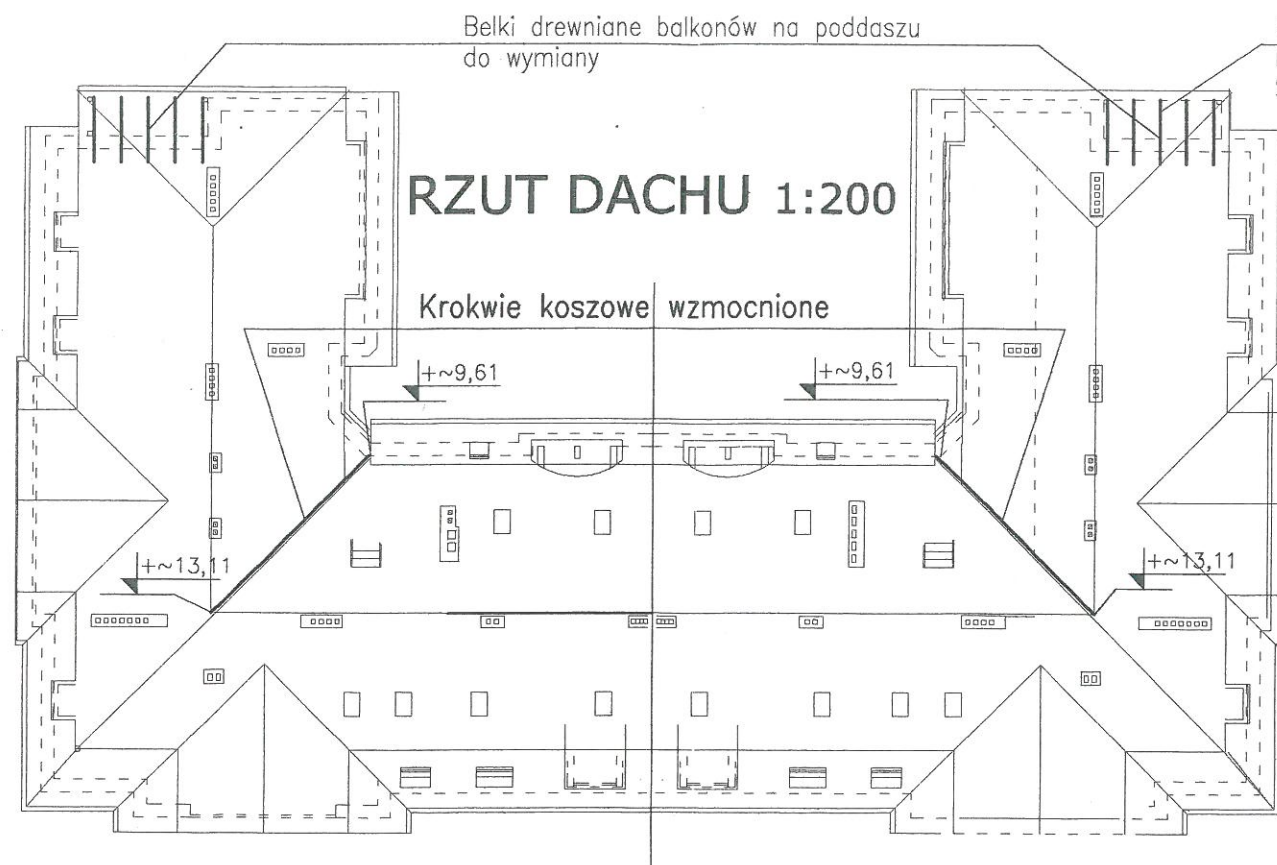 Belki drewniane balkonów na poddaszu
do wymiany
RZUT DACHU 1:200
Krokwie koszowe wzmocnione
+~9,61
+~9,61
+~13,11
+~13,11